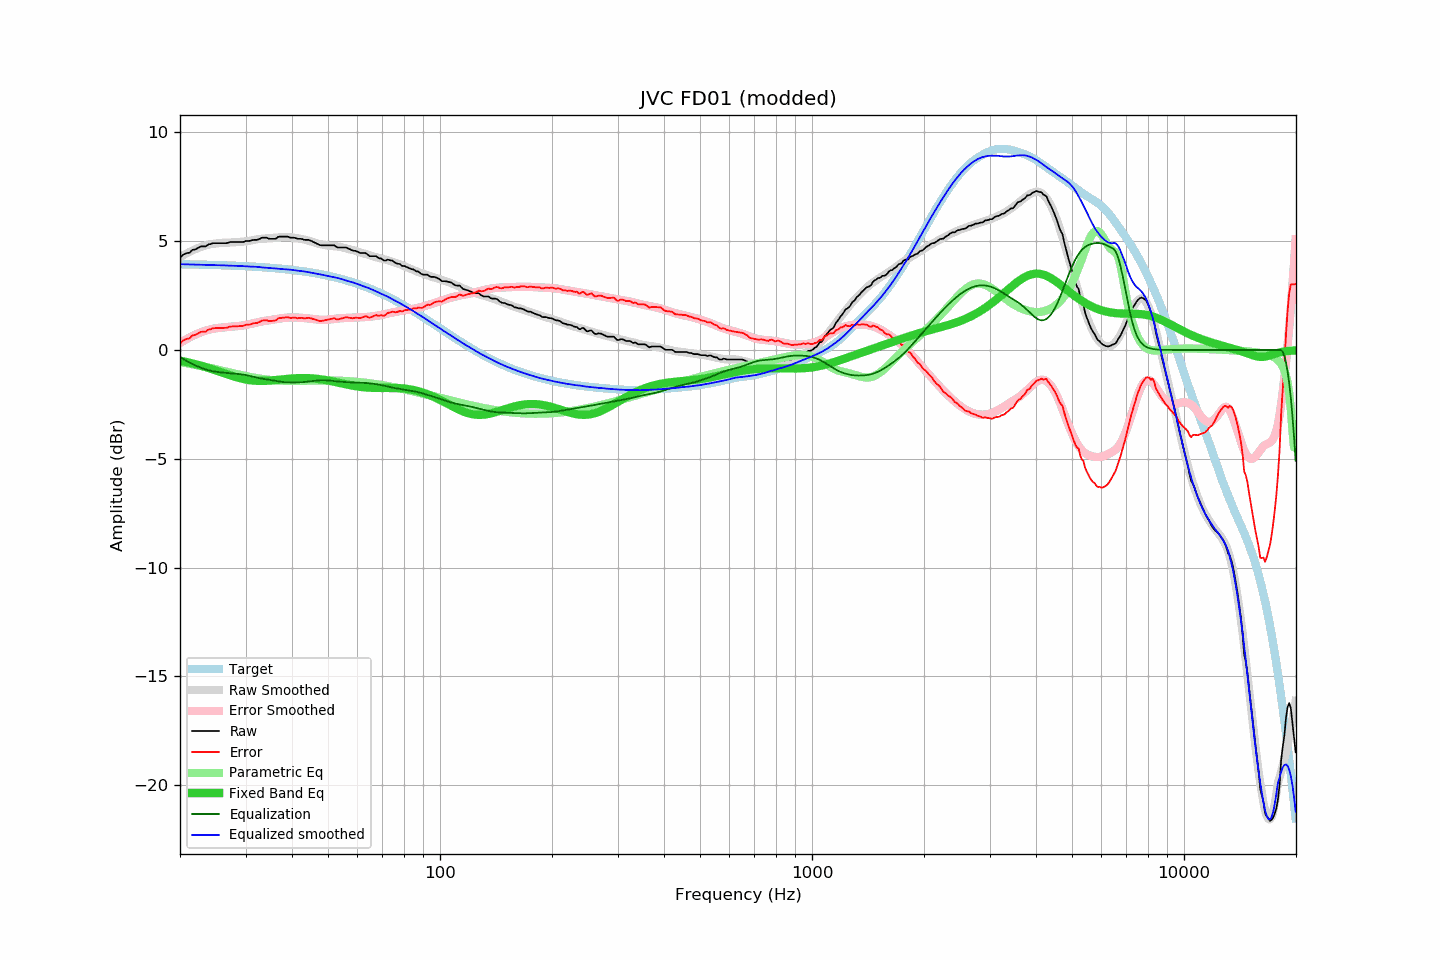 JVC FD01 (modded)
10
5
0
−5
−10
−15
−20
Amplitude (dBr)
Target
Raw Smoothed
Error Smoothed
Raw
Error
Parametric Eq
Fixed Band Eq
Equalization
Equalized smoothed
100
1000
10000
Frequency (Hz)